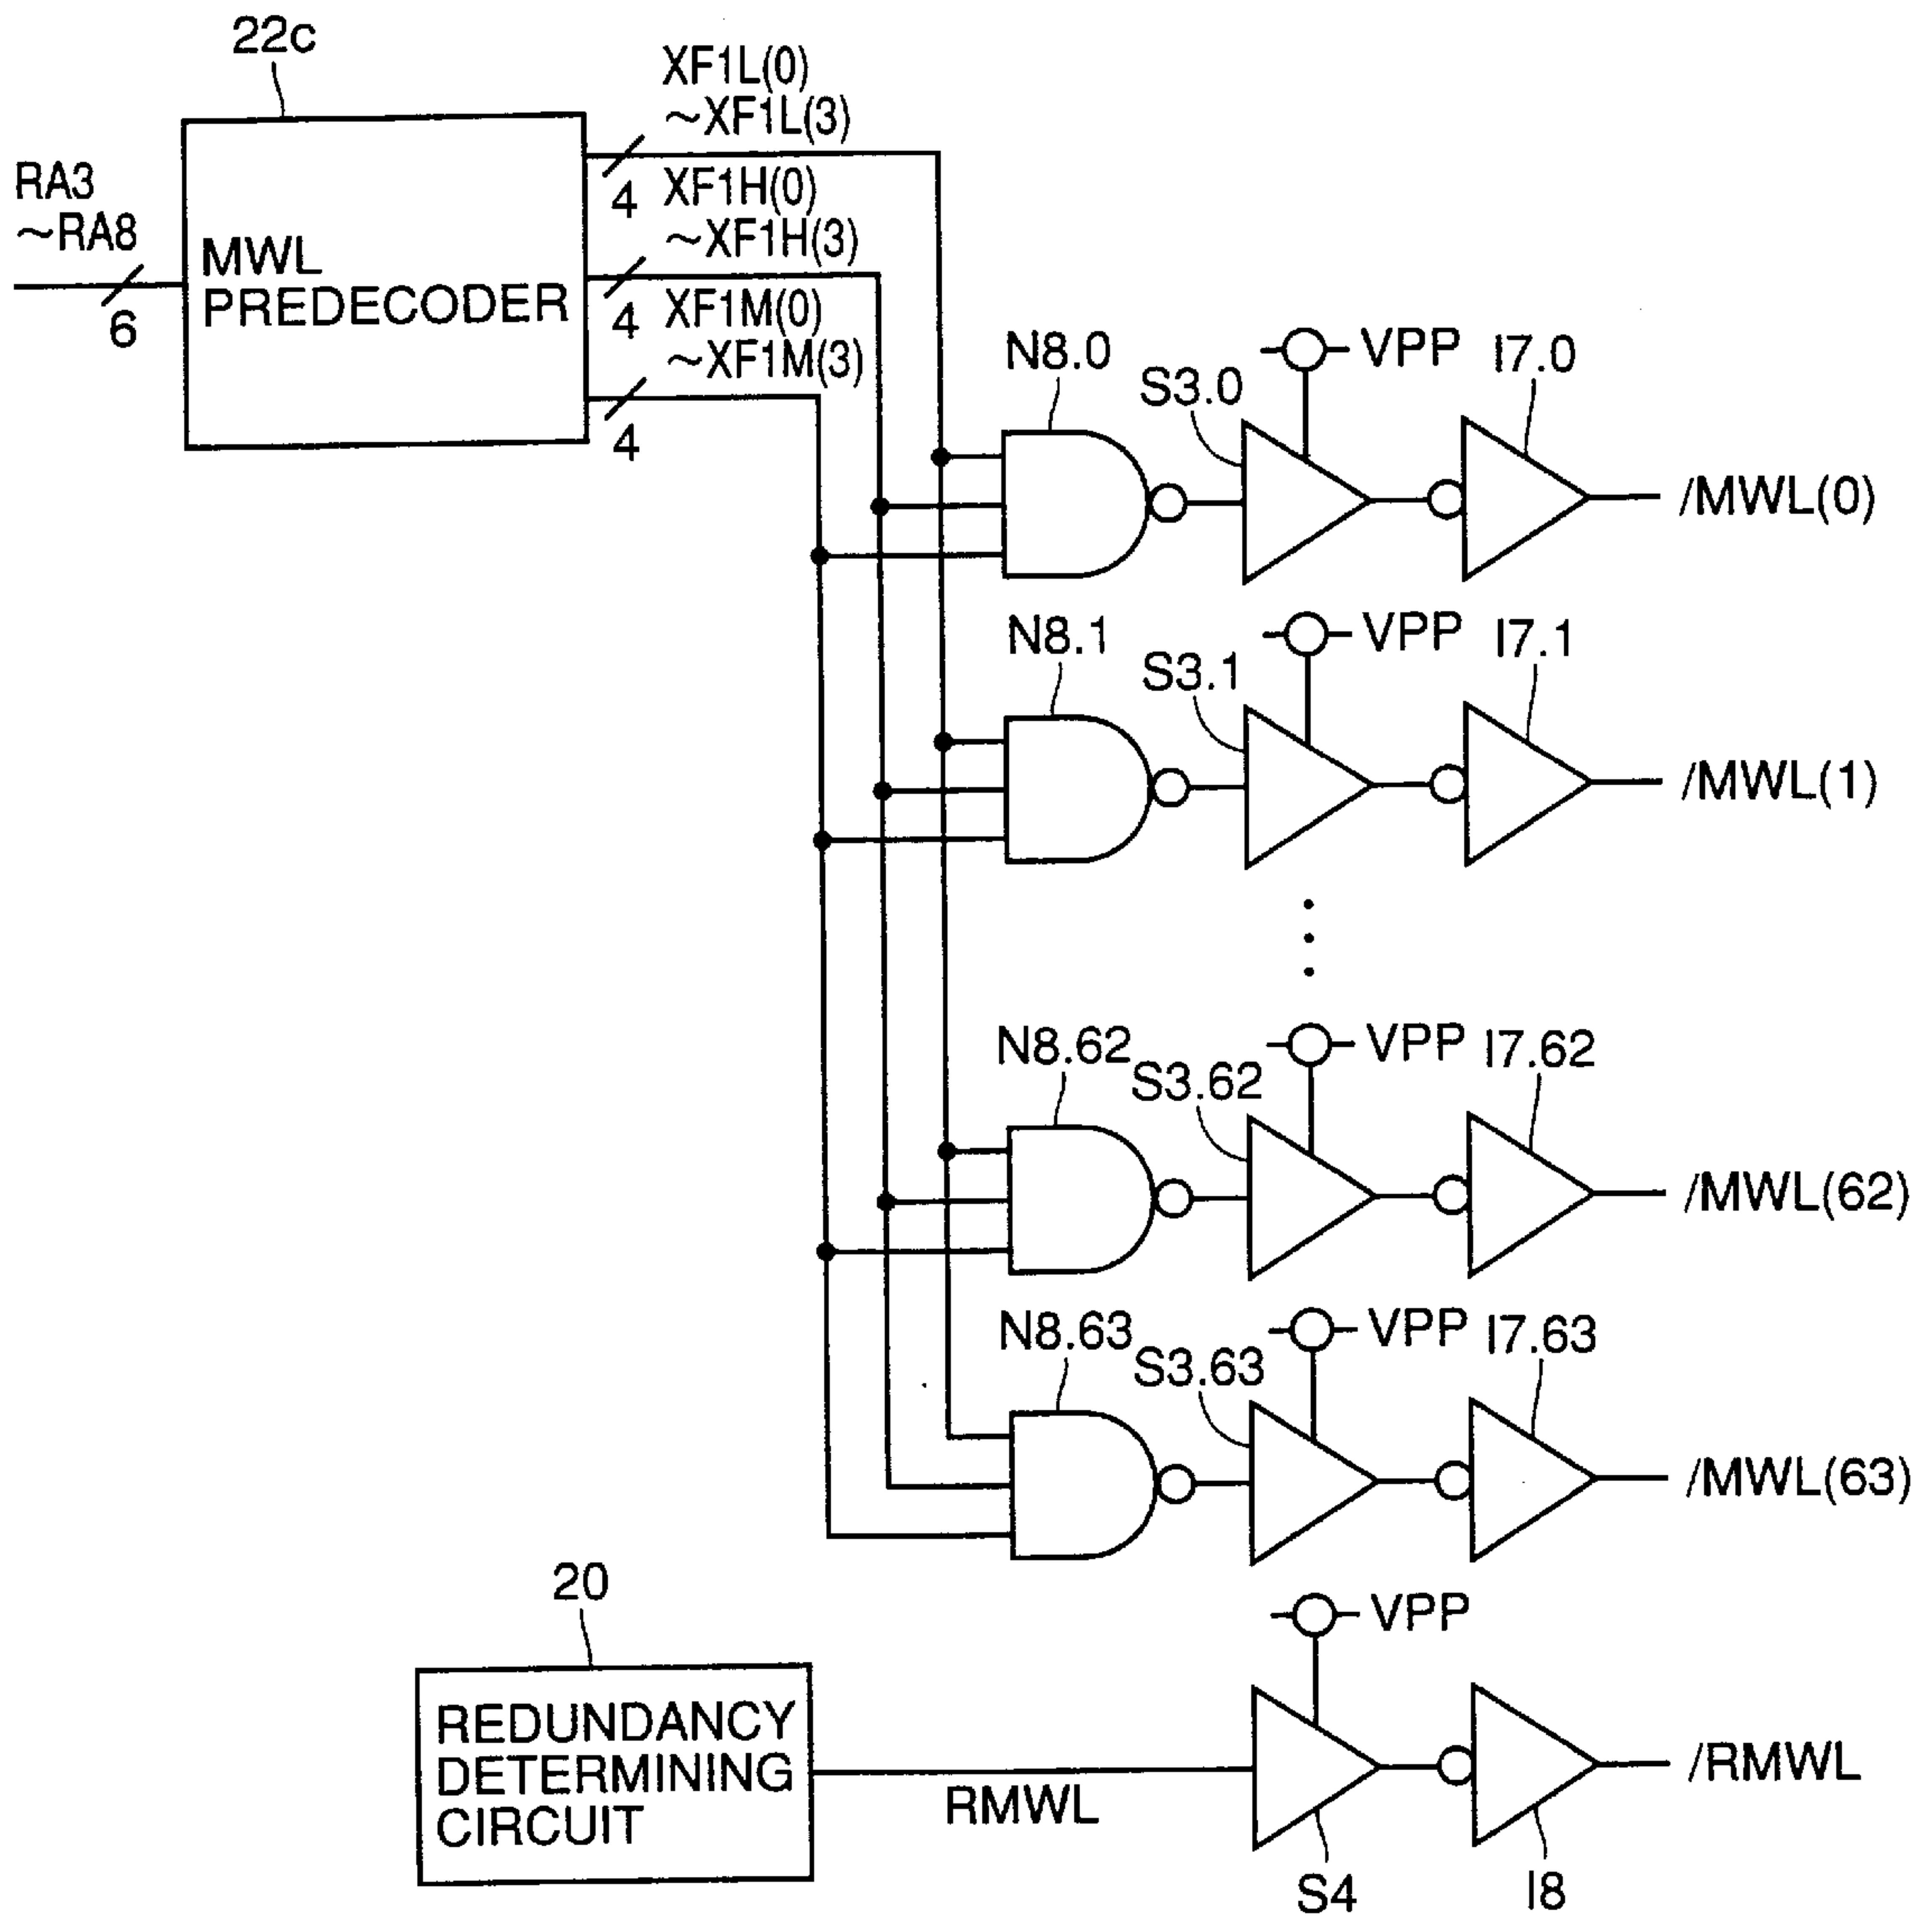 22c
XF1L(0)
~XF1L(3)
RA3
~RA8
6
MWL
PREDECODER
4
XF1H(0)
~XF1H(3)
4
XF1M(0)
~XF1M(3)
4
N8.0
S3.0
VPP
I7.0
/MWL(0)
N8.1
S3.1
VPP
I7.1
/MWL(1)
N8.62
S3.62
VPP
I7.62
/MWL(62)
N8.63
S3.63
VPP
I7.63
/MWL(63)
20
REDUNDANCY
DETERMINING
CIRCUIT
RMWL
VPP
/RMWL
S4
I8